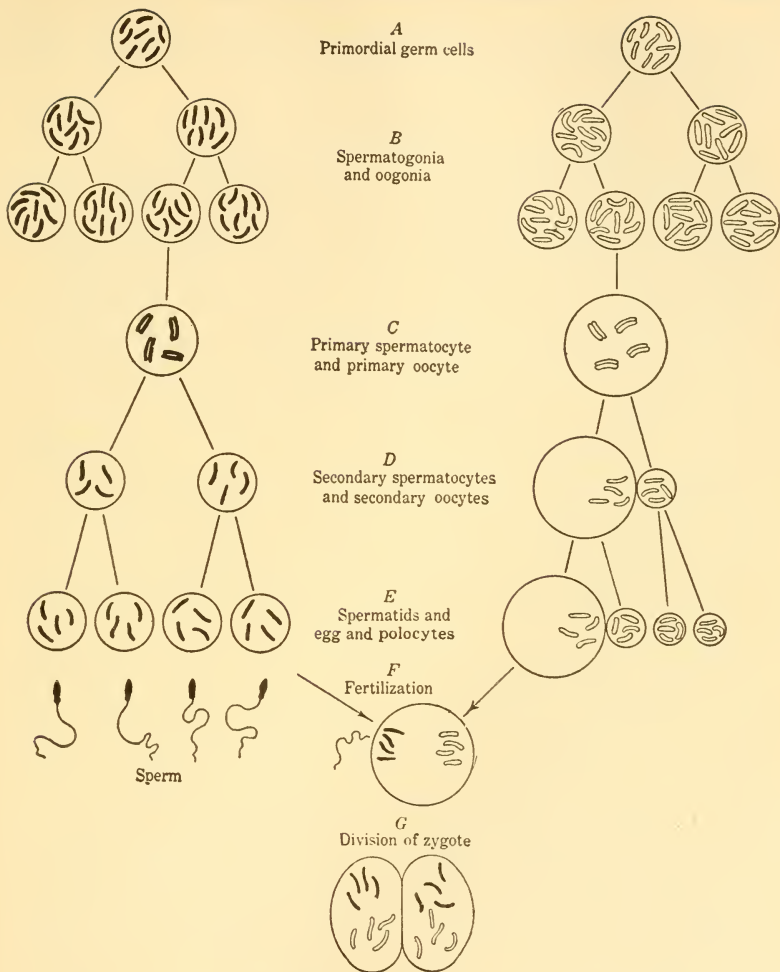 A
Primordial germ cells
B
Spermatogonia
and oogonia
C
Primary spermatocyte
and primary oocyte
D
Secondary spermatocytes
and secondary oocytes
E
Spermatids and
egg and polocytes
F
Fertilization
Sperm
G
Division of zygote